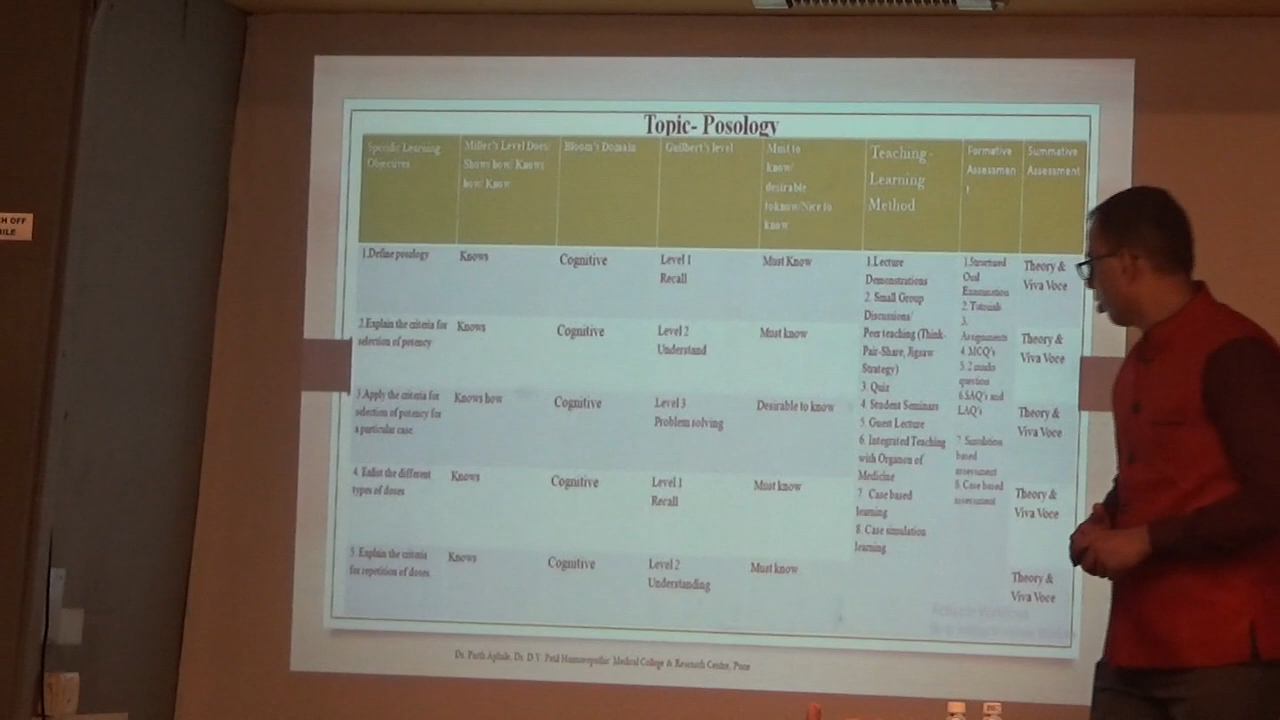 CH OFF
BILE
Topic- Posology
Specific Learning
Objectives
Miller's Level Does/
Shows how/ Knows
how/ Know
Bloom's Domain
Guilbert's level
Must to
know/
desirable
to know/Nice to
know
Teaching -
Learning
Method
Formative
Assessmen
t
Summative
Assessment
1.Define posology
Knows
Cognitive
Level 1
Recall
Must Know
2.Explain the criteria for
selection of potency
Knows
Cognitive
Level 2
Understand
Must know
3.Apply the criteria for
selection of potency for
a particular case
Knows how
Cognitive
Level 3
Problem solving
Desirable to know
4. Enlist the different
types of doses
Knows
Cognitive
Level 1
Recall
Must know
5. Explain the criteria
for repetition of doses
Knows
Cognitive
Level 2
Understanding
Must know
1.Lecture
Demonstrations
2. Small Group
Discussions/
Peer teaching (Think-
Pair-Share, Jigsaw
Strategy)
3. Quiz
4. Student Seminars
5. Guest Lecture
6. Integrated Teaching
with Organon of
Medicine
7. Case based
learning
8. Case simulation
learning
1.Structured
Oral
Examination
2. Tutorials
3.
Assignments
4. MCQ's
5. 2 marks
question
6.SAQ's and
LAQ's
7. Simulation
based
assessment
8. Case based
assessment
Theory &
Viva Voce
Theory &
Viva Voce
Theory &
Viva Voce
Theory &
Viva Voce
Theory &
Viva Voce
Activate Windows
Dr. Parth Aphale, Dr. D.Y. Patil Homoeopathic Medical College & Research Centre, Pune